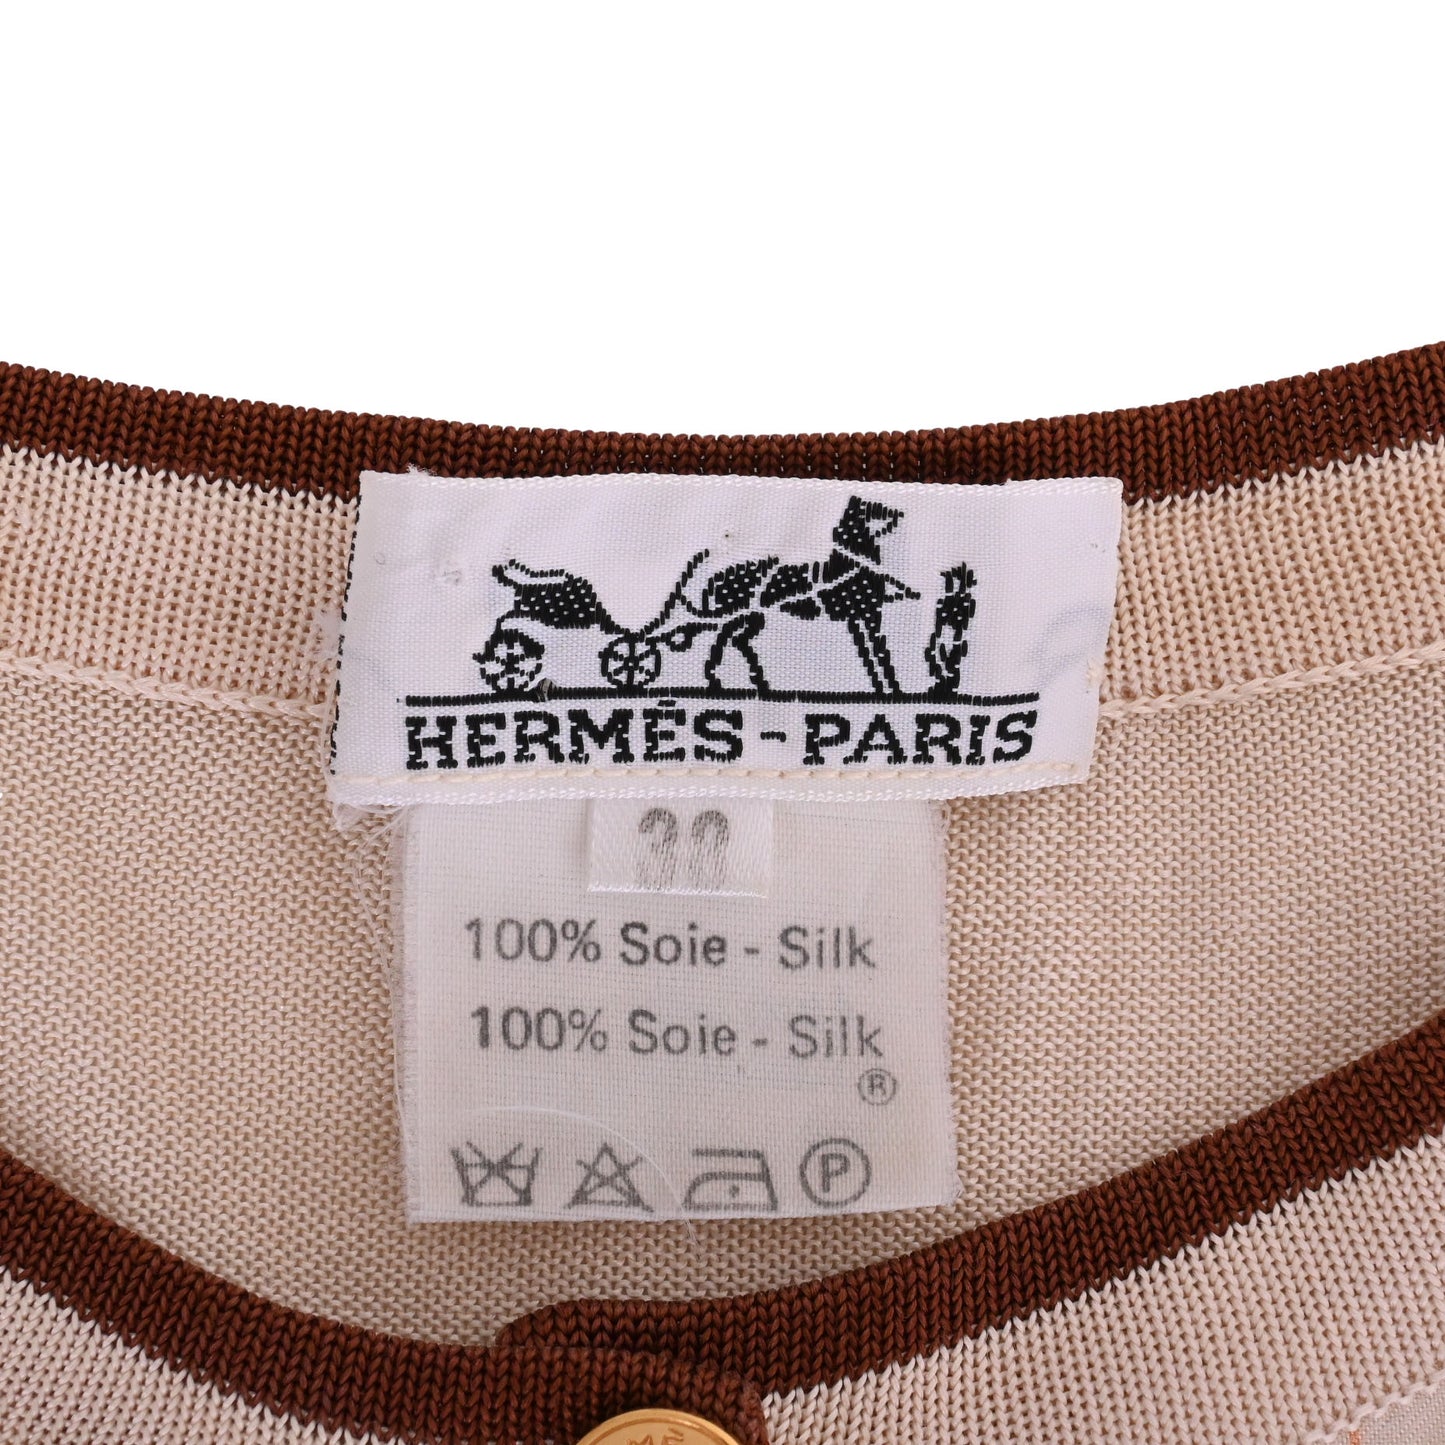 HERMÈS-PARIS
100% Soie - Silk
100% Soie - Silk
®
P